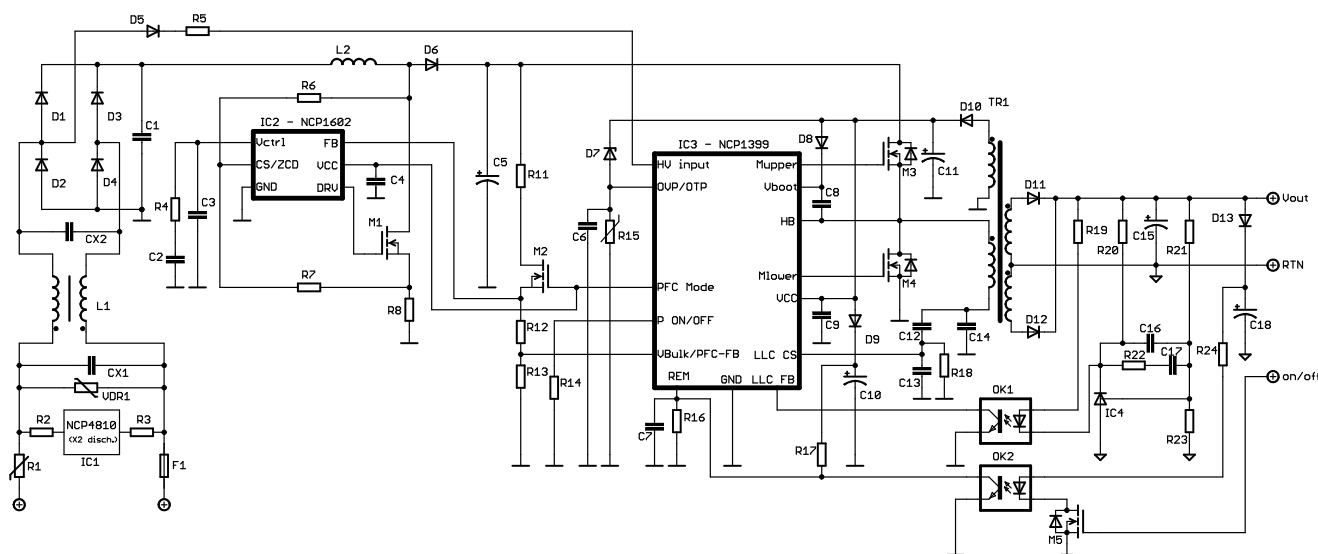 D5
R5
L2
D6
R6
D1
D3
C1
IC2 - NCP1602
Vctrl
FB
CS/ZCD
VCC
GND
DRV
D2
D4
R4
C3
C4
C5
R11
M1
CX2
C2
R7
R8
L1
CX1
VDR1
R2
NCP4810
(X2 disch.)
R3
IC1
R1
F1
M2
R12
R13
R14
C6
R15
D7
IC3 - NCP1399
HV input
Mupper
OVP/OTP
Vboot
HB
Mlower
PFC Mode
VCC
P ON/OFF
VBulk/PFC-FB
LLC CS
REM
GND
LLC FB
C7
R16
D8
C8
M3
C11
D10
TR1
M4
C9
D9
C10
R17
C12
C13
C14
R18
D11
D12
R19
R20
C15
R21
D13
Vout
RTN
C18
C16
R22
C17
R24
on/off
IC4
R23
OK1
OK2
M5